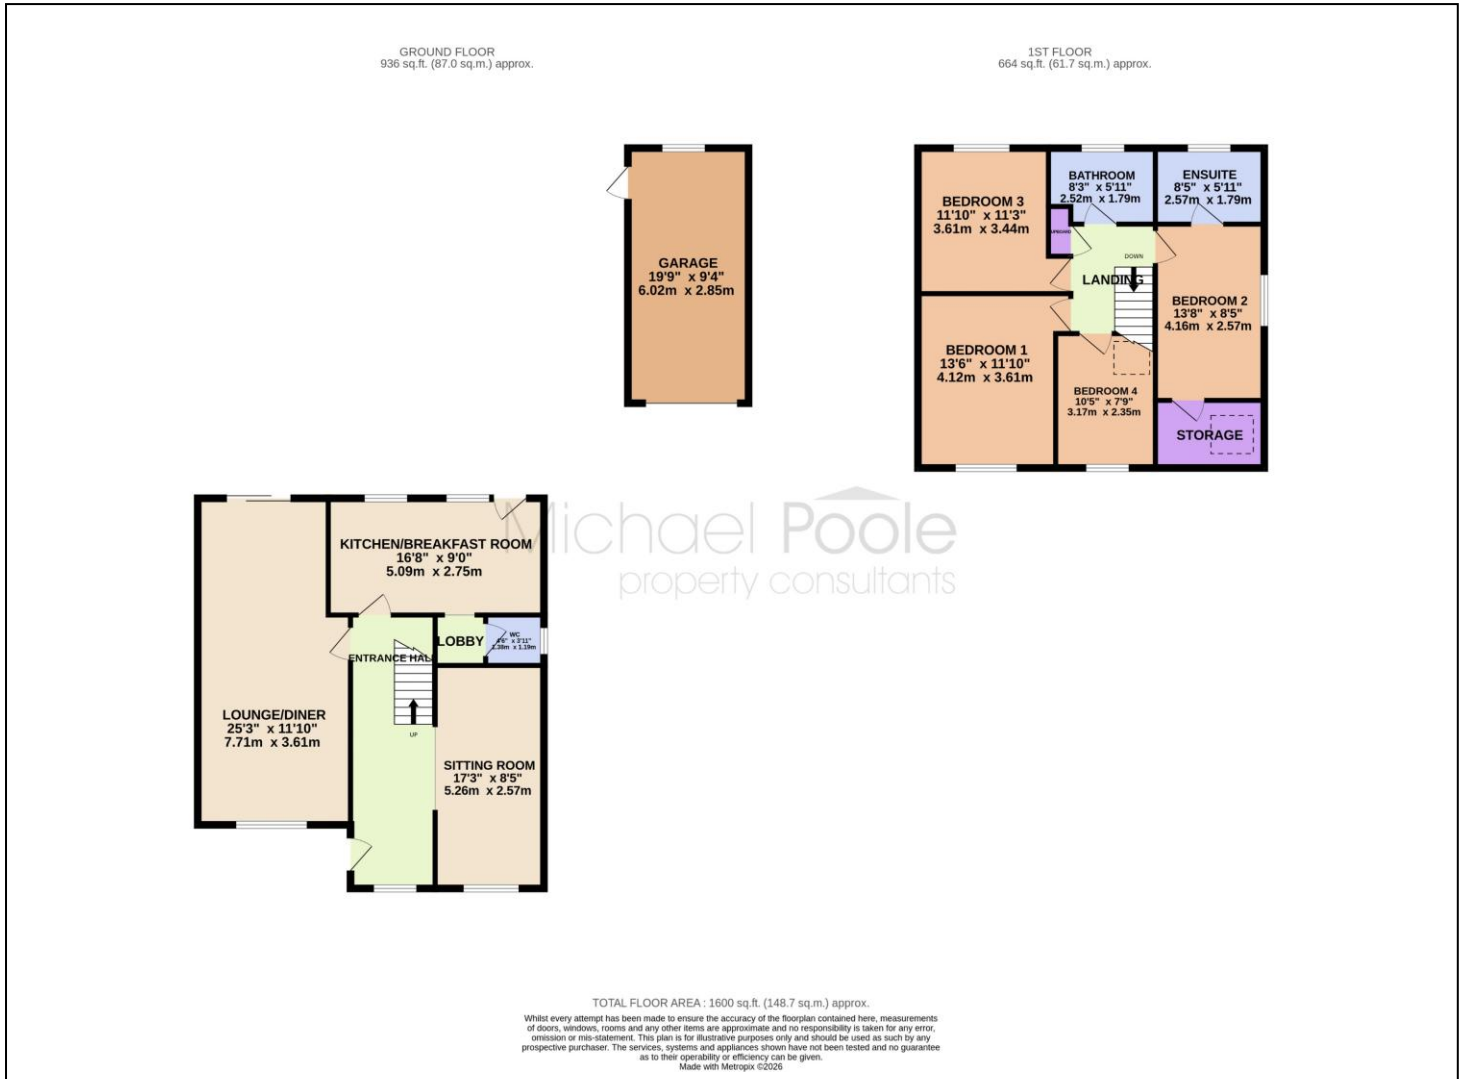 GROUND FLOOR
936 sq.ft. (87.0 sq.m.) approx.
1ST FLOOR
664 sq.ft. (61.7 sq.m.) approx.
GARAGE
19'9" x 9'4"
6.02m x 2.85m
BEDROOM 3
11'10" x 11'3"
3.61m x 3.44m
BATHROOM
8'3" x 5'11"
2.52m x 1.79m
ENSUITE
8'5" x 5'11"
2.57m x 1.79m
DOWN
LANDING
BEDROOM 2
13'8" x 8'5"
4.16m x 2.57m
BEDROOM 1
13'6" x 11'10"
4.12m x 3.61m
BEDROOM 4
10'5" x 7'9"
3.17m x 2.35m
STORAGE
Michael Poole
property consultants
KITCHEN/BREAKFAST ROOM
16'8" x 9'0"
5.09m x 2.75m
LOBBY
WC
4'6" x 3'11"
1.38m x 1.19m
ENTRANCE HALL
UP
LOUNGE/DINER
25'3" x 11'10"
7.71m x 3.61m
SITTING ROOM
17'3" x 8'5"
5.26m x 2.57m
TOTAL FLOOR AREA : 1600 sq.ft. (148.7 sq.m.) approx.
Whilst every attempt has been made to ensure the accuracy of the floorplan contained here, measurements
of doors, windows, rooms and any other items are approximate and no responsibility is taken for any error,
omission or mis-statement. This plan is for illustrative purposes only and should be used as such by any
prospective purchaser. The services, systems and appliances shown have not been tested and no guarantee
as to their operability or efficiency can be given.
Made with Metropix ©2026